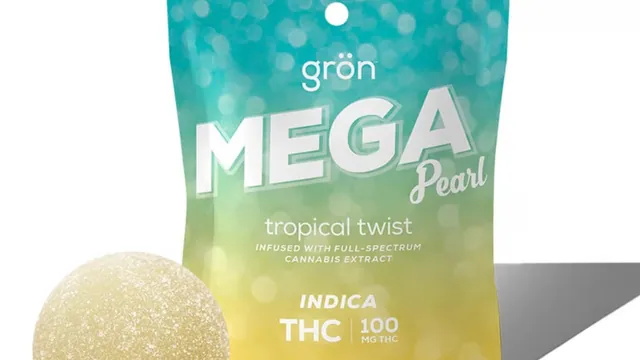 grön
MEGA
Pearl
tropical twist
INFUSED WITH FULL-SPECTRUM
CANNABIS EXTRACT
INDICA
THC | 100
MG THC